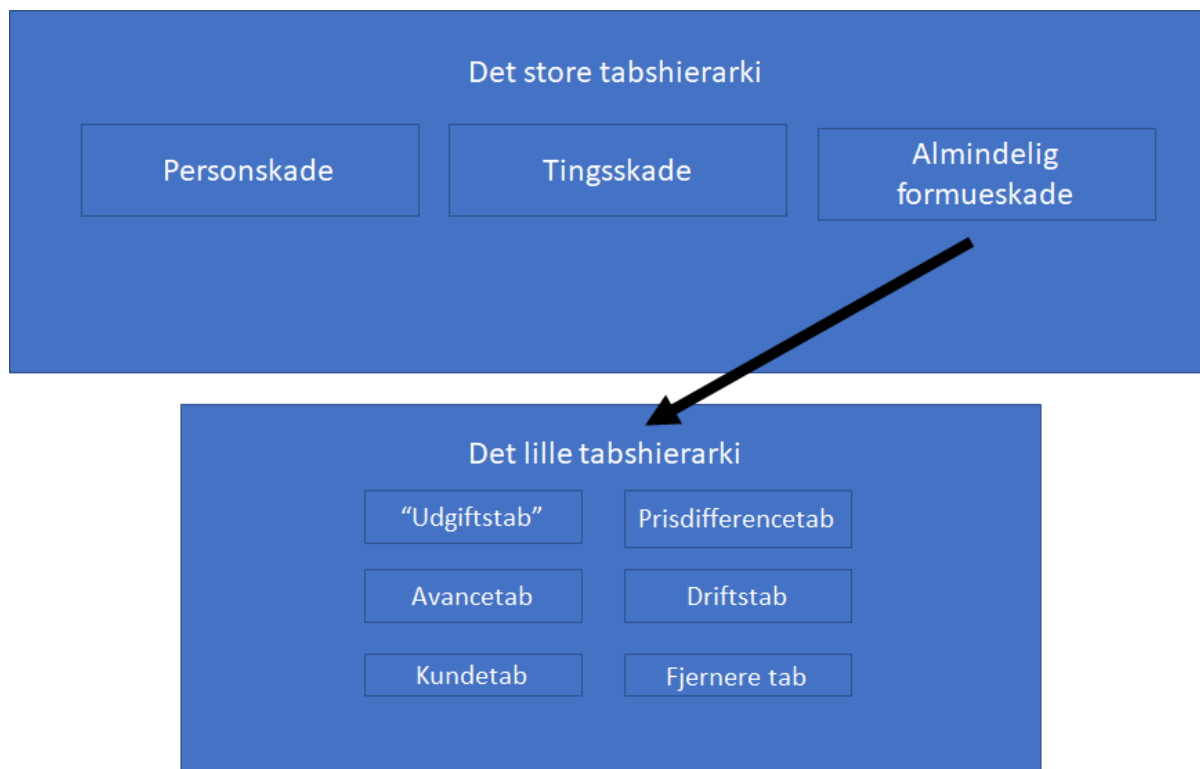 Det store tabshierarki
Personskade
Tingsskade
Almindelig
formueskade
Det lille tabshierarki
“Udgiftstab”
Prisdifferencetab
Avancetab
Driftstab
Kundetab
Fjernere tab